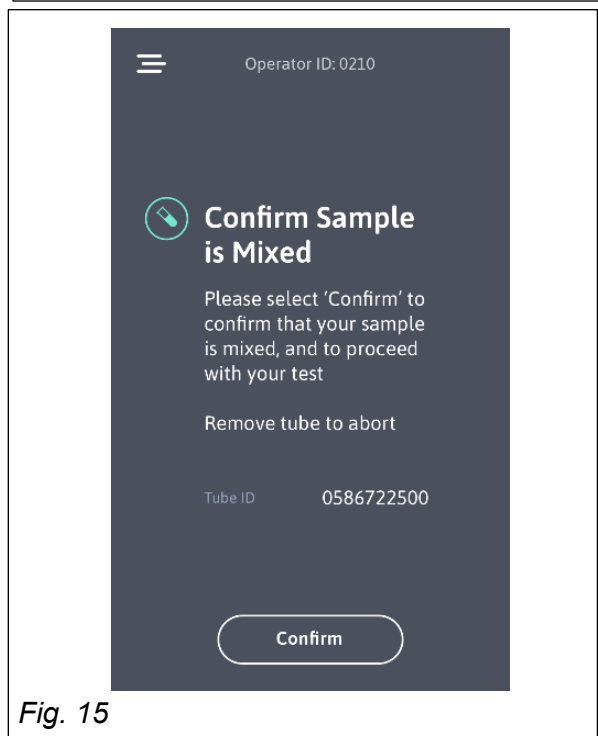 Operator ID: 0210
Confirm Sample
is Mixed
Please select ‘Confirm’ to
confirm that your sample
is mixed, and to proceed
with your test
Remove tube to abort
Tube ID 0586722500
Confirm
Fig. 15